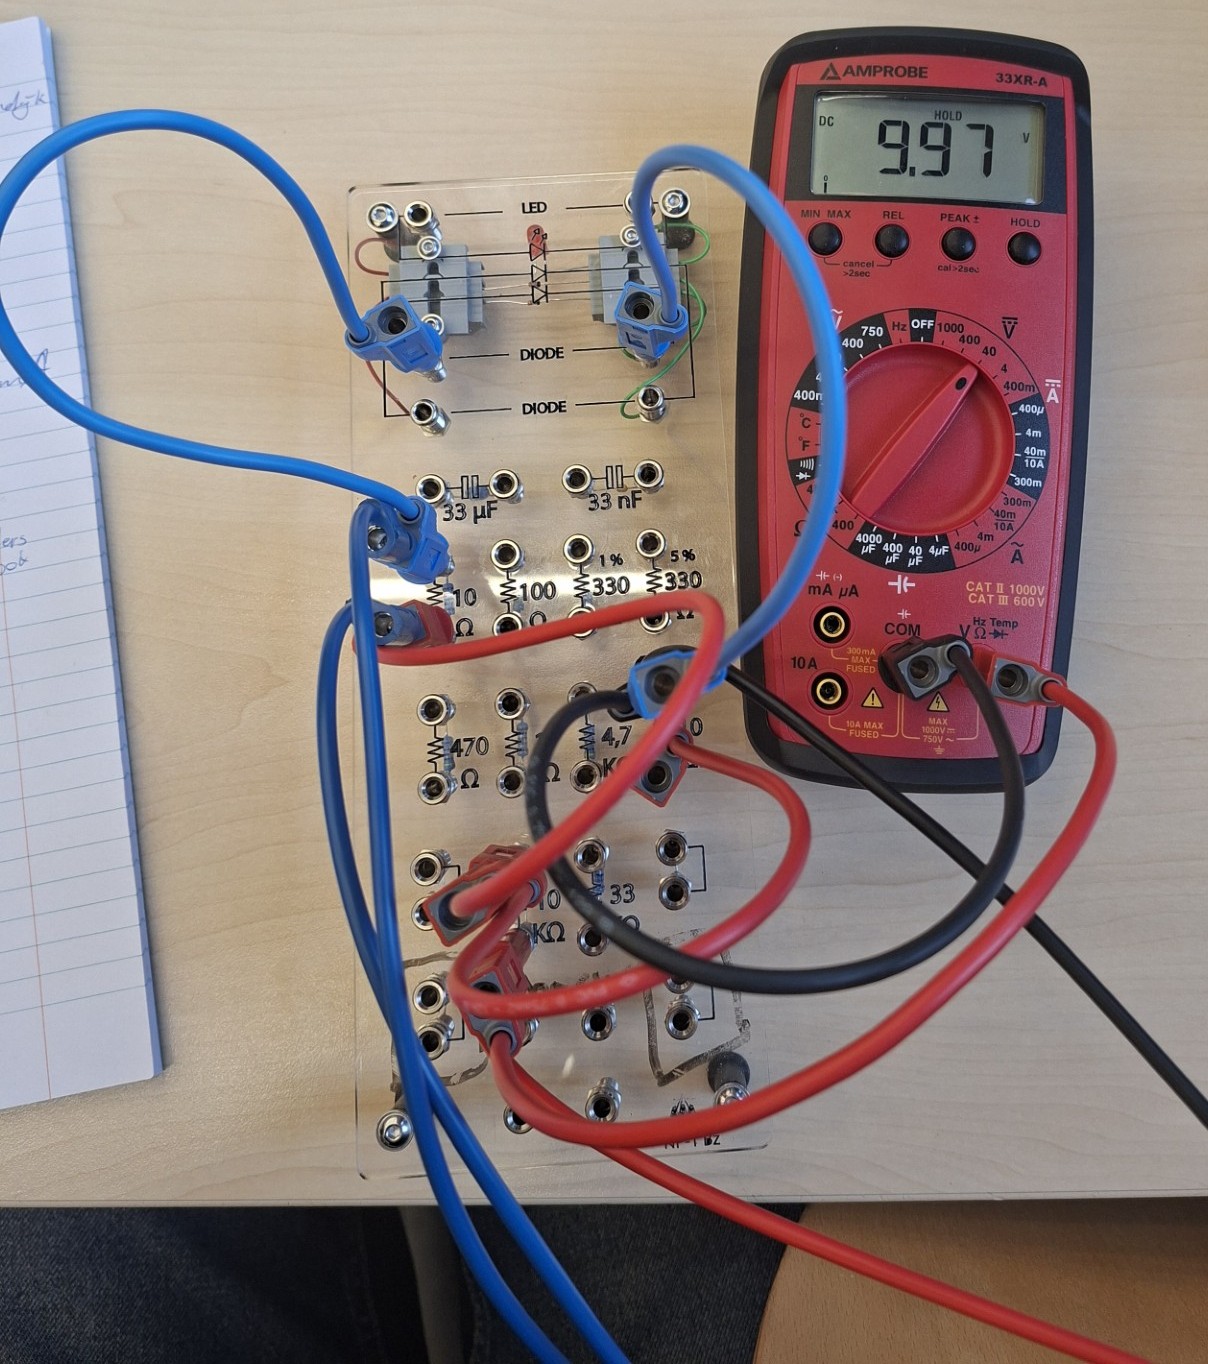 AMPROBE
33XR-A
DC
HOLD
9.97
V
MIN MAX
REL
PEAK ±
HOLD
cancel
>2sec
cal>2sec
750
Hz
OFF
1000
400
400
40
4
400m
400m
°C
°F
400µ
4m
40m
10A
300m
300m
40m
10A
4m
400µ
Ω
400
4000
µF
400
µF
40
µF
4µF
V
A
A
mA µA
COM
V Ω
Hz Temp
CAT II 1000V
CAT III 600V
300mA
MAX
FUSED
10A
10A MAX
FUSED
MAX
1000V
750V~
LED
DIODE
DIODE
33 µF
33 nF
10
Ω
100
1 %
330
5 %
330
Ω
470
Ω
Ω
4,7
10
KΩ
33